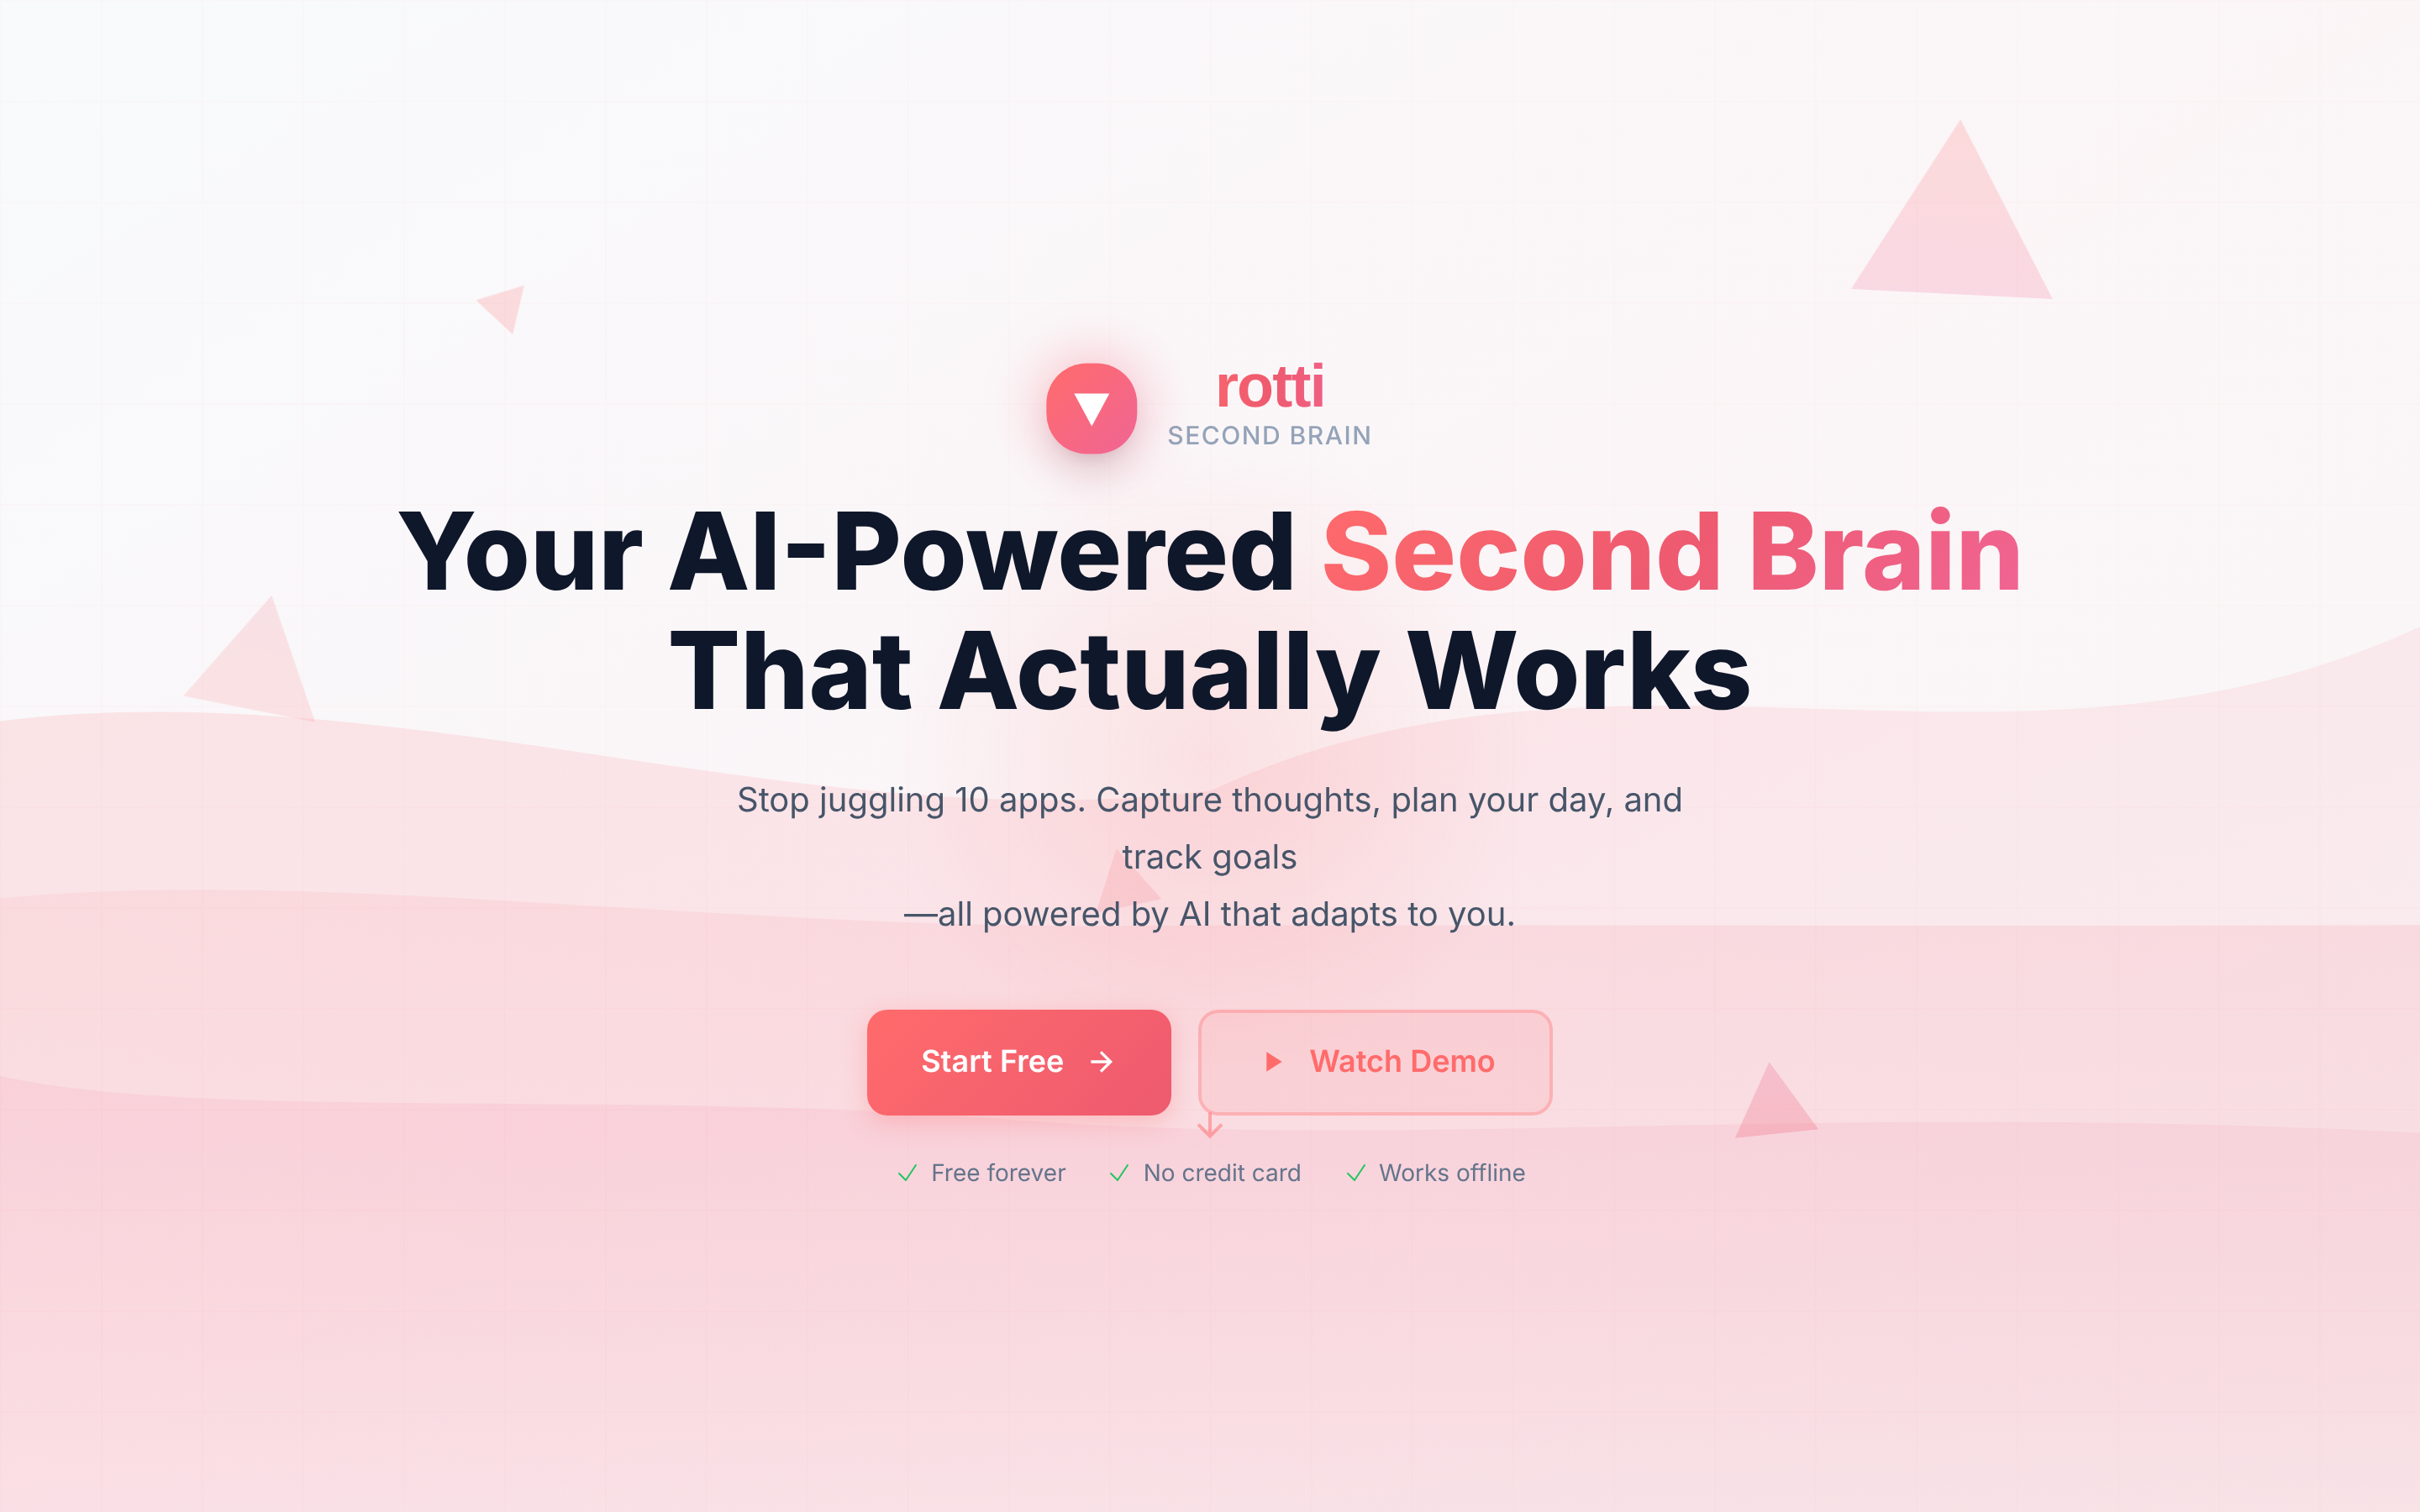 rotti
SECOND BRAIN
Your AI-Powered Second Brain
That Actually Works
Stop juggling 10 apps. Capture thoughts, plan your day, and
track goals
—all powered by AI that adapts to you.
Start Free
Watch Demo
Free forever
No credit card
Works offline